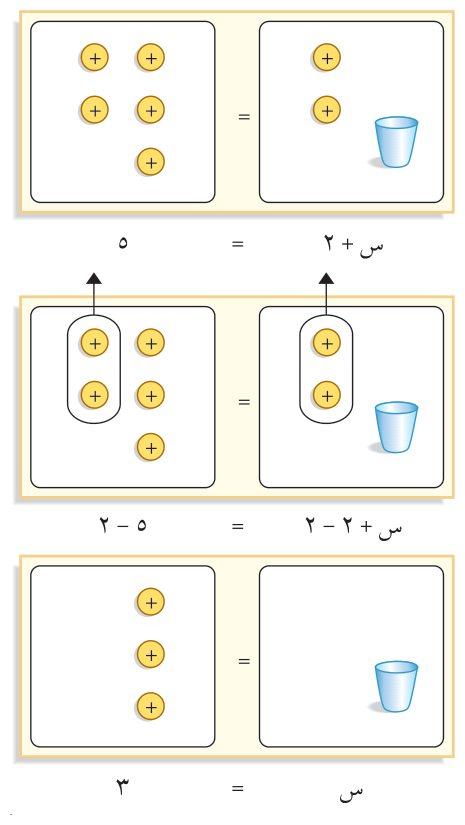 + + = + +
+ +
+
س + ٢ = ٥
+ + = + +
+ +
+
س + ٢ − ٢ = ٥ − ٢
+
=
+
+
س = ٣